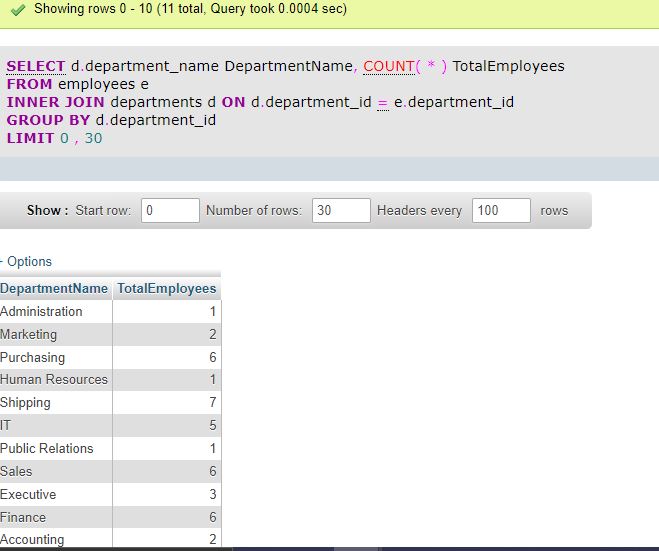 Showing rows 0 - 10 (11 total, Query took 0.0004 sec)
SELECT d.department_name DepartmentName, COUNT( * ) TotalEmployees
FROM employees e
INNER JOIN departments d ON d.department_id = e.department_id
GROUP BY d.department_id
LIMIT 0 , 30
Show : Start row: 0 Number of rows: 30 Headers every 100 rows
Options
DepartmentName TotalEmployees
Administration 1
Marketing 2
Purchasing 6
Human Resources 1
Shipping 7
IT 5
Public Relations 1
Sales 6
Executive 3
Finance 6
Accounting 2